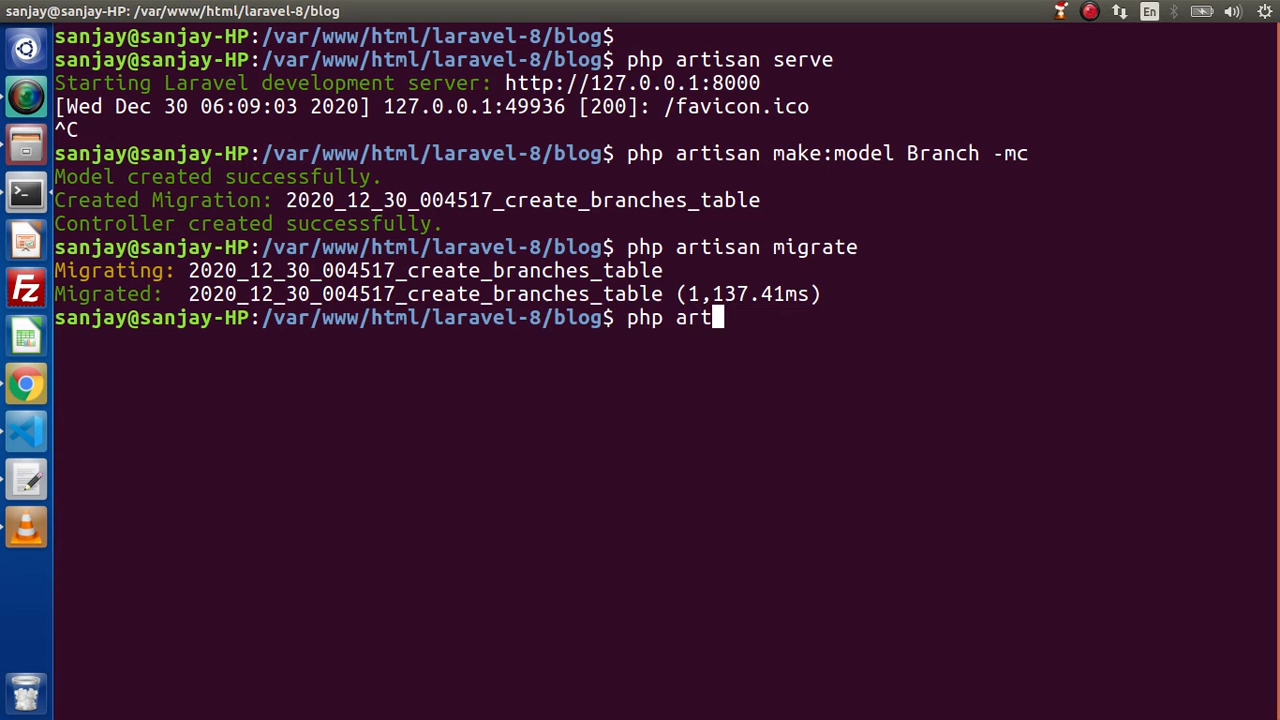 sanjay@sanjay-HP: /var/www/html/laravel-8/blog
En
sanjay@sanjay-HP:/var/www/html/laravel-8/blog$
sanjay@sanjay-HP:/var/www/html/laravel-8/blog$ php artisan serve
Starting Laravel development server: http://127.0.0.1:8000
[Wed Dec 30 06:09:03 2020] 127.0.0.1:49936 [200]: /favicon.ico
^C
sanjay@sanjay-HP:/var/www/html/laravel-8/blog$ php artisan make:model Branch -mc
Model created successfully.
Created Migration: 2020_12_30_004517_create_branches_table
Controller created successfully.
sanjay@sanjay-HP:/var/www/html/laravel-8/blog$ php artisan migrate
Migrating: 2020_12_30_004517_create_branches_table
Migrated:  2020_12_30_004517_create_branches_table (1,137.41ms)
sanjay@sanjay-HP:/var/www/html/laravel-8/blog$ php art
Fz